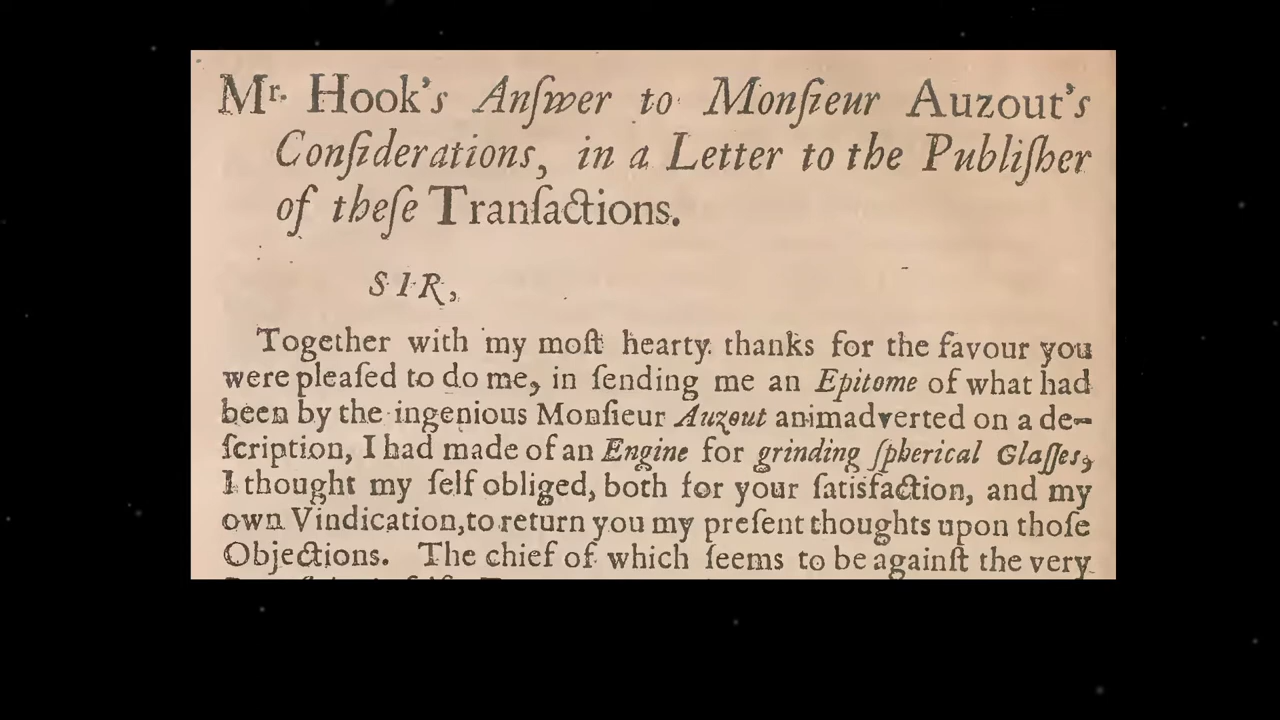 Mr. Hook's Anſwer to Monſieur Auzout's
Conſiderations, in a Letter to the Publiſher
of theſe Tranſactions.
SIR,
Together with my moſt hearty thanks for the favour you
were pleaſed to do me, in ſending me an Epitome of what had
been by the ingenious Monſieur Auzout animadverted on a de-
ſcription, I had made of an Engine for grinding ſpherical Glaſſes,
I thought my ſelf obliged, both for your ſatisfaction, and my
own Vindication, to return you my preſent thoughts upon thoſe
Objections. The chief of which ſeems to be againſt the very